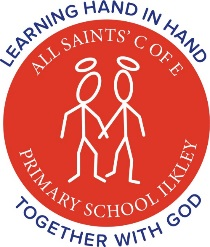 LEARNING HAND IN HAND
ALL SAINTS' C OF E
PRIMARY SCHOOL ILKLEY
TOGETHER WITH GOD